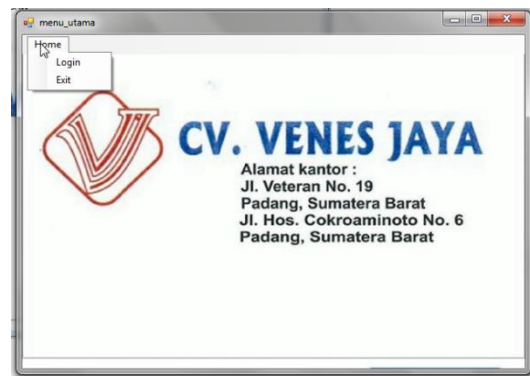 menu_utama
Home
Login
Exit
CV. VENES JAYA
Alamat kantor :
Jl. Veteran No. 19
Padang, Sumatera Barat
Jl. Hos. Cokroaminoto No. 6
Padang, Sumatera Barat